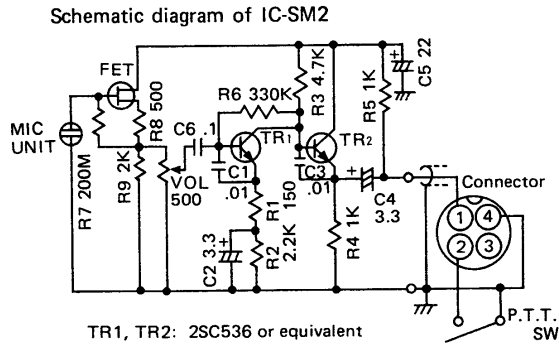 Schematic diagram of IC-SM2
FET
R8 500
R6 330K
R3 4.7K
C5 22
R5 1K
MIC
UNIT
C6 .1
TR1
TR2
R7 200M
R9 2K
VOL
500
C1
.01
C3
.01
R1
150
C4
3.3
Connector
1
4
2
3
C2 3.3
R2
2.2K
R4 1K
P.T.T.
SW
TR1, TR2: 2SC536 or equivalent